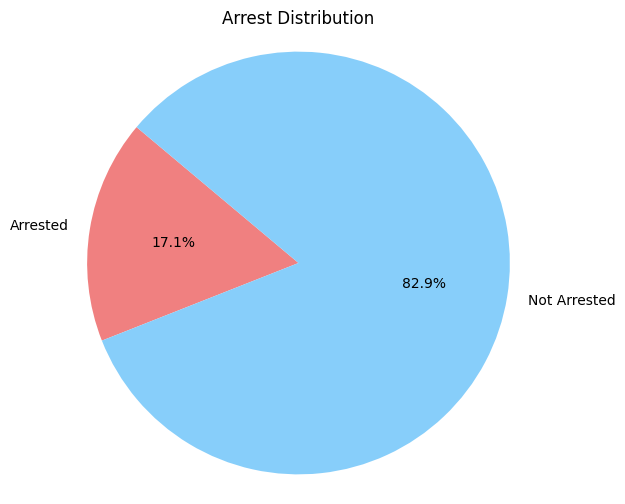 Arrest Distribution
Arrested
17.1%
82.9%
Not Arrested